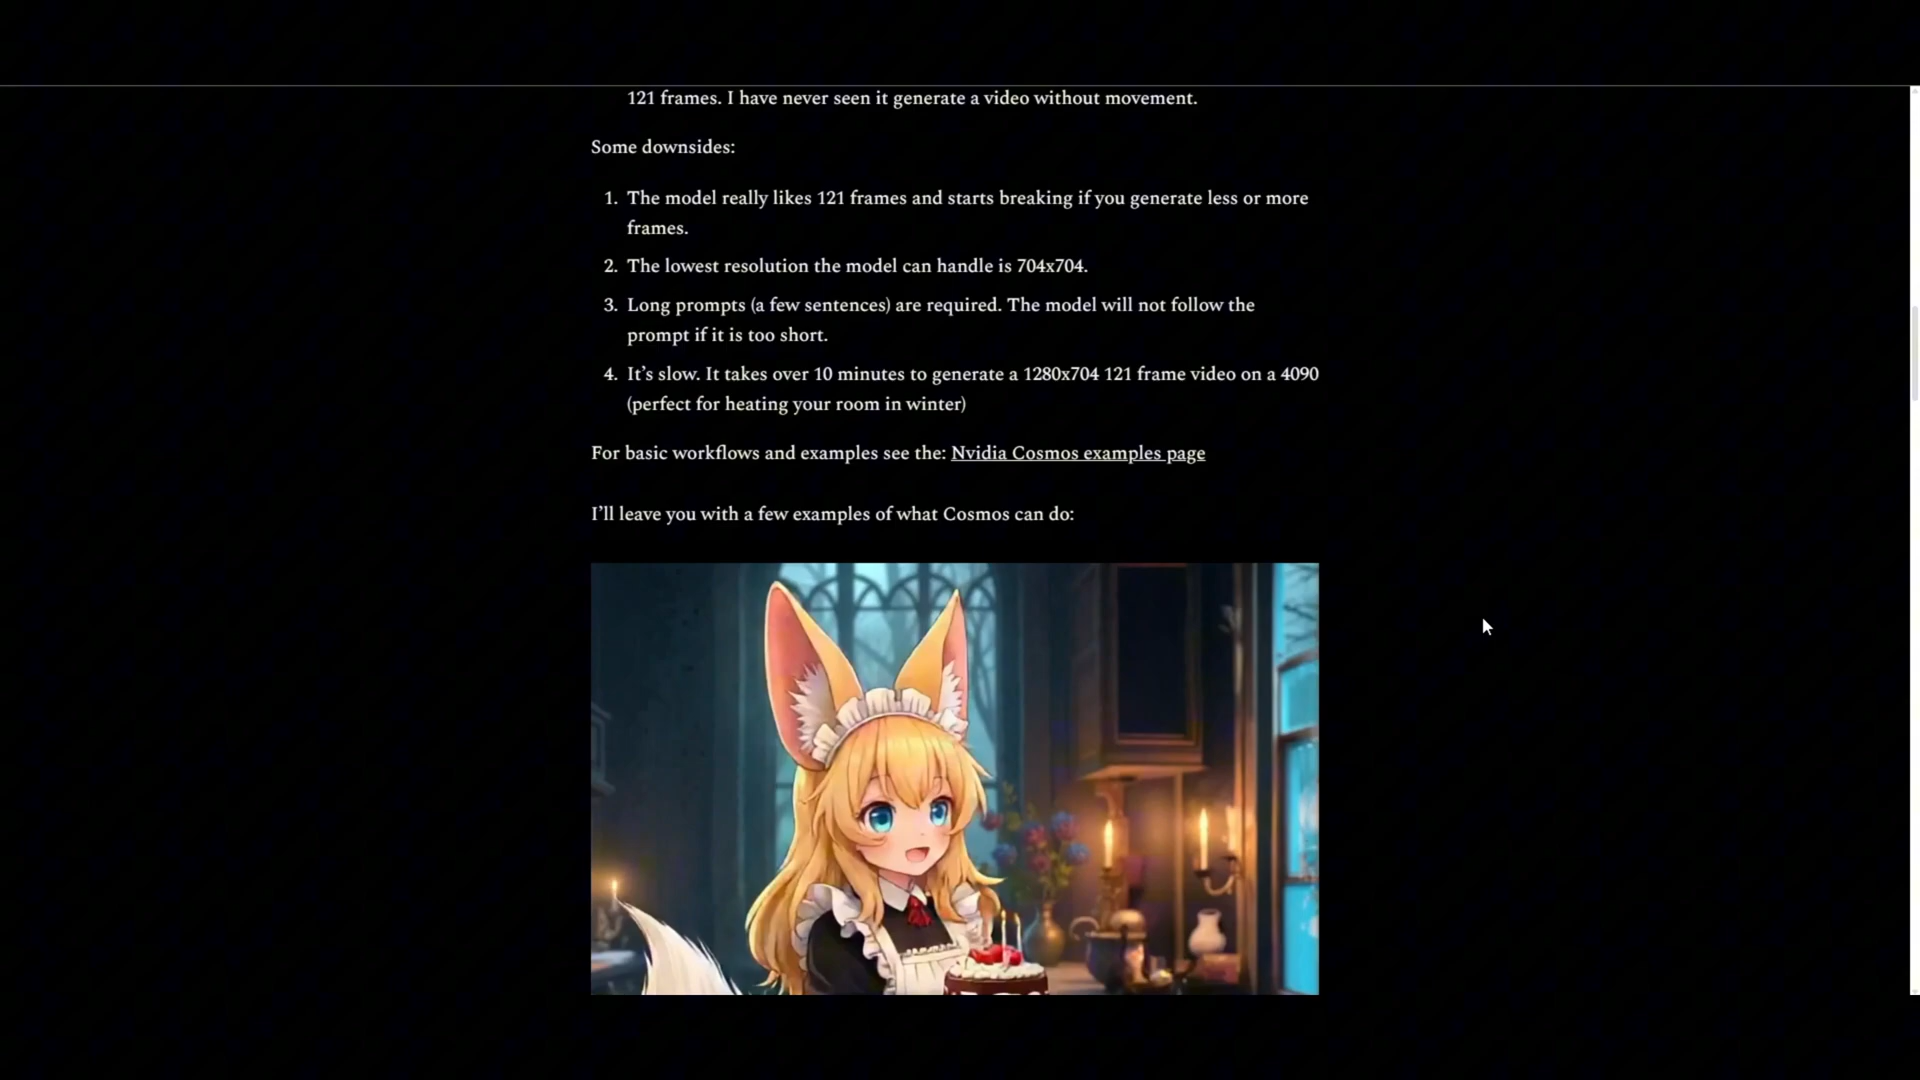 121 frames. I have never seen it generate a video without movement.
Some downsides:
1. The model really likes 121 frames and starts breaking if you generate less or more
frames.
2. The lowest resolution the model can handle is 704x704.
3. Long prompts (a few sentences) are required. The model will not follow the
prompt if it is too short.
4. It’s slow. It takes over 10 minutes to generate a 1280x704 121 frame video on a 4090
(perfect for heating your room in winter)
For basic workflows and examples see the: Nvidia Cosmos examples page
I’ll leave you with a few examples of what Cosmos can do: